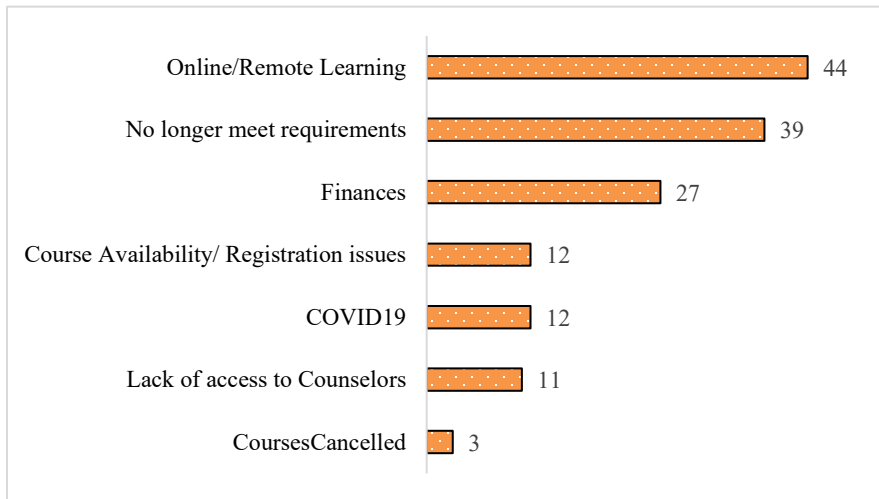 Online/Remote Learning 44
No longer meet requirements 39
Finances 27
Course Availability/ Registration issues 12
COVID19 12
Lack of access to Counselors 11
CoursesCancelled 3